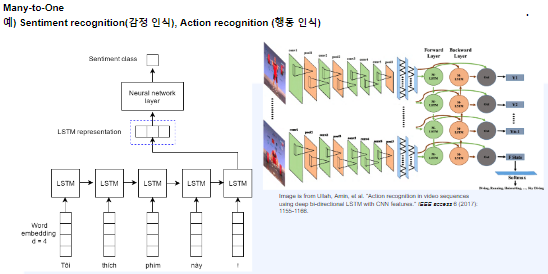 Many-to-One
예) Sentiment recognition(감정 인식), Action recognition (행동 인식)
Sentiment class
Neural network
layer
LSTM representation
LSTM LSTM LSTM LSTM LSTM
Word
embedding
d = 4
Tôi thích phim này !
Forward
Layer
Backward
Layer
Softmax
Image is from Ullah, Amin, et al. "Action recognition in video sequences
using deep bi-directional LSTM with CNN features." IEEE access 6 (2017):
1155-1166.